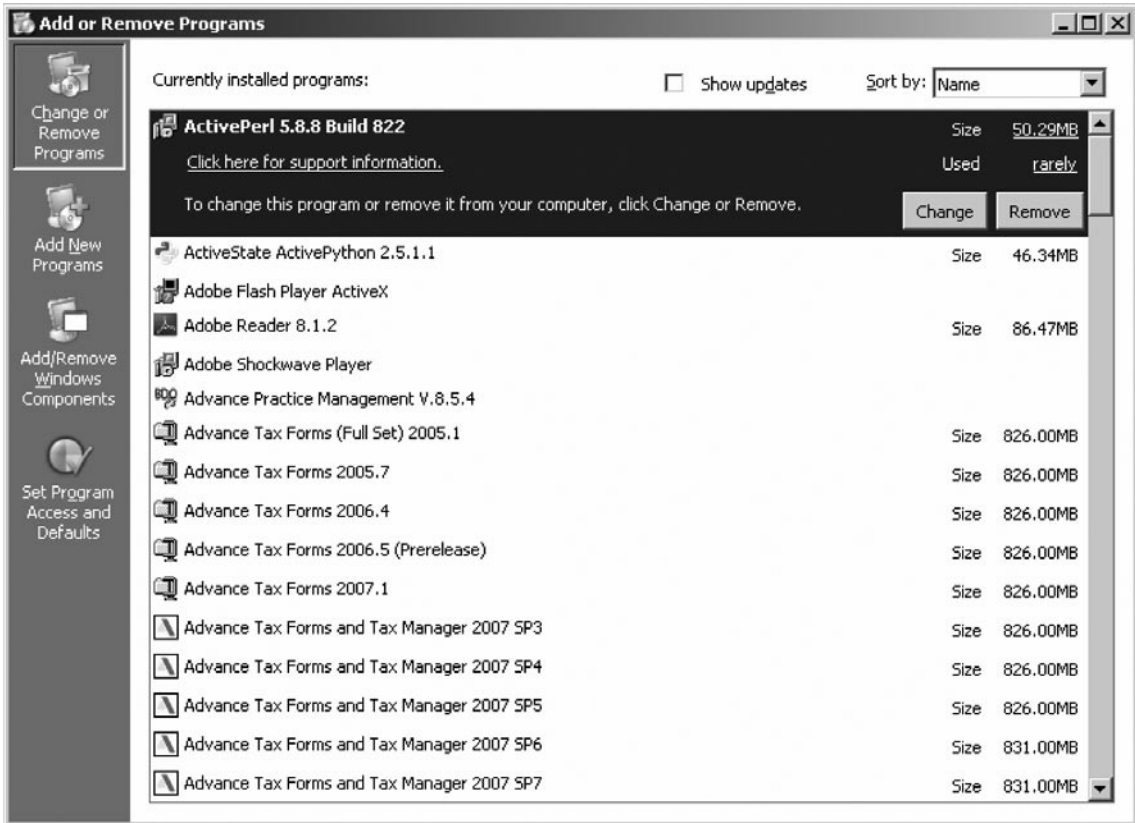 Add or Remove Programs
Change or
Remove
Programs
Add New
Programs
Add/Remove
Windows
Components
Set Program
Access and
Defaults
Currently installed programs: Show updates Sort by: Name
ActivePerl 5.8.8 Build 822 Size 50.29MB
Click here for support information. Used rarely
To change this program or remove it from your computer, click Change or Remove. Change Remove
ActiveState ActivePython 2.5.1.1 Size 46.34MB
Adobe Flash Player ActiveX
Adobe Reader 8.1.2 Size 86.47MB
Adobe Shockwave Player
Advance Practice Management V.8.5.4
Advance Tax Forms (Full Set) 2005.1 Size 826.00MB
Advance Tax Forms 2005.7 Size 826.00MB
Advance Tax Forms 2006.4 Size 826.00MB
Advance Tax Forms 2006.5 (Prerelease) Size 826.00MB
Advance Tax Forms 2007.1 Size 826.00MB
Advance Tax Forms and Tax Manager 2007 SP3 Size 826.00MB
Advance Tax Forms and Tax Manager 2007 SP4 Size 826.00MB
Advance Tax Forms and Tax Manager 2007 SP5 Size 826.00MB
Advance Tax Forms and Tax Manager 2007 SP6 Size 831.00MB
Advance Tax Forms and Tax Manager 2007 SP7 Size 831.00MB